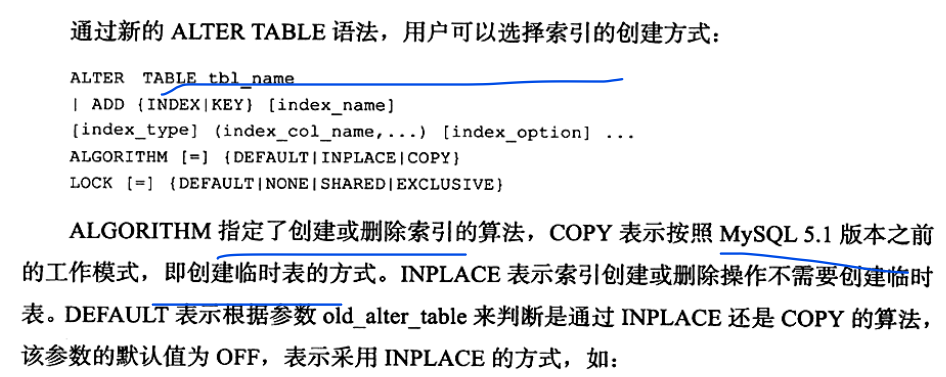 通过新的 ALTER TABLE 语法，用户可以选择索引的创建方式：
ALTER TABLE tbl_name
| ADD {INDEX|KEY} [index_name]
[index_type] (index_col_name,...) [index_option] ...
ALGORITHM [=] {DEFAULT|INPLACE|COPY}
LOCK [=] {DEFAULT|NONE|SHARED|EXCLUSIVE}
ALGORITHM 指定了创建或删除索引的算法，COPY 表示按照 MySQL 5.1 版本之前
的工作模式，即创建临时表的方式。INPLACE 表示索引创建或删除操作不需要创建临时
表。DEFAULT 表示根据参数 old_alter_table 来判断是通过 INPLACE 还是 COPY 的算法，
该参数的默认值为 OFF，表示采用 INPLACE 的方式，如：